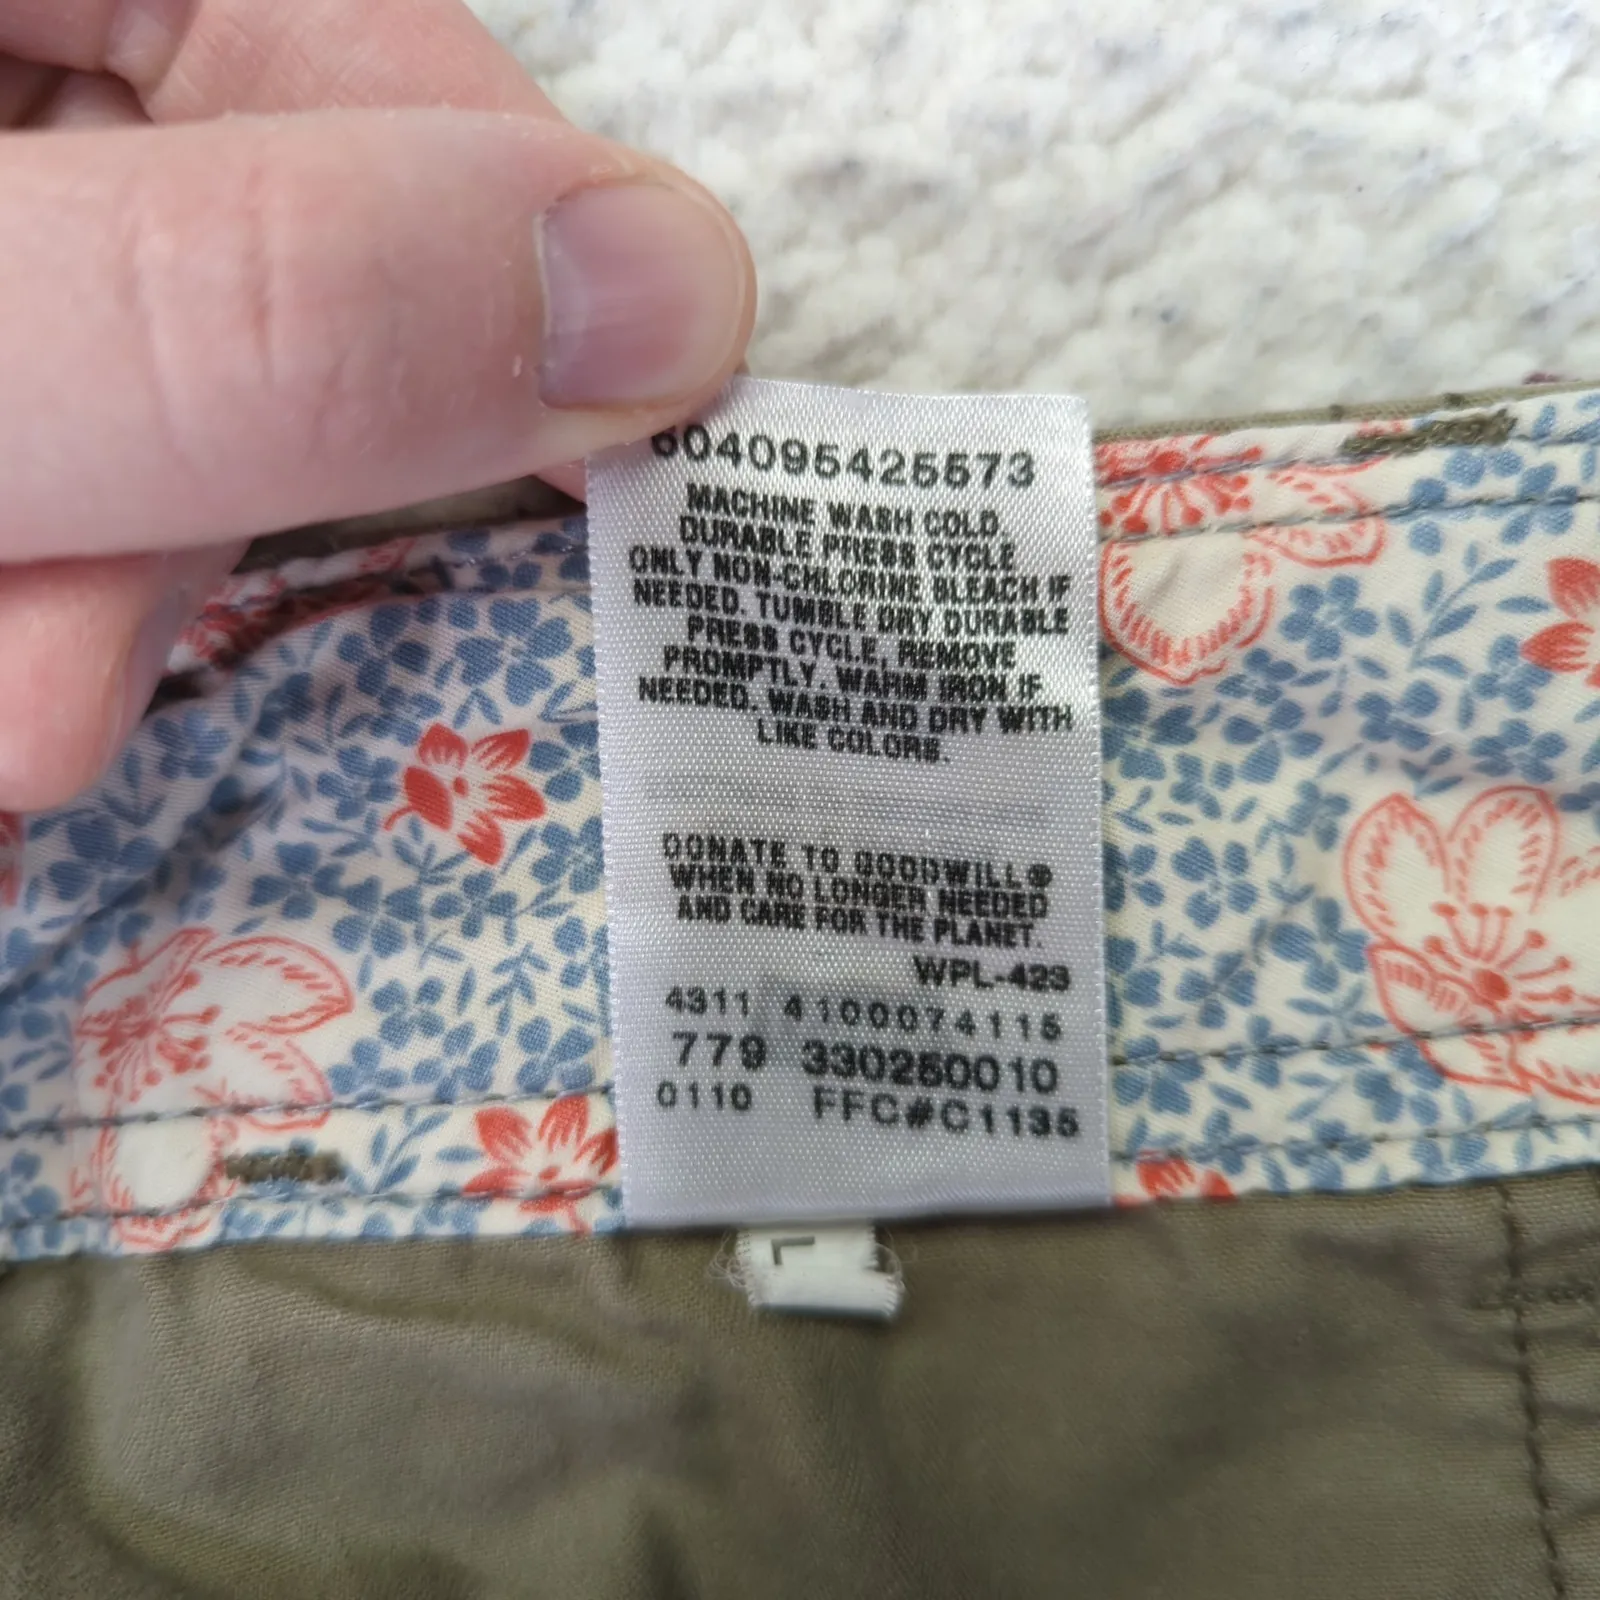 604095425573
MACHINE WASH COLD
DURABLE PRESS CYCLE
ONLY NON-CHLORINE BLEACH IF
NEEDED. TUMBLE DRY DURABLE
PRESS CYCLE, REMOVE
PROMPTLY. WARM IRON IF
NEEDED. WASH AND DRY WITH
LIKE COLORS.
DONATE TO GOODWILL®
WHEN NO LONGER NEEDED
AND CARE FOR THE PLANET.
WPL-423
4311 4100074115
779 330250010
0110 FFC#C1135
L